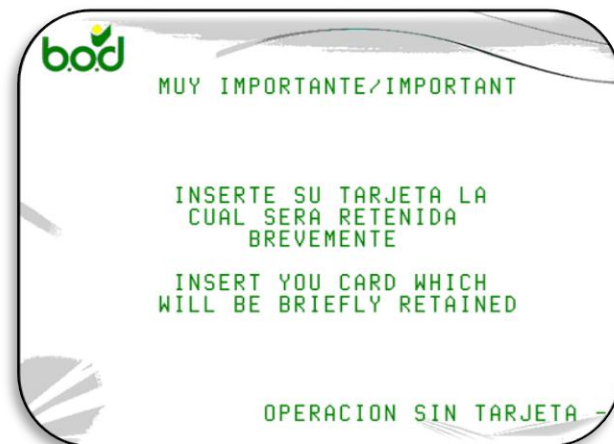 b.o.d
MUY IMPORTANTE/IMPORTANT
INSERTE SU TARJETA LA
CUAL SERA RETENIDA
BREVEMENTE
INSERT YOU CARD WHICH
WILL BE BRIEFLY RETAINED
OPERACION SIN TARJETA -